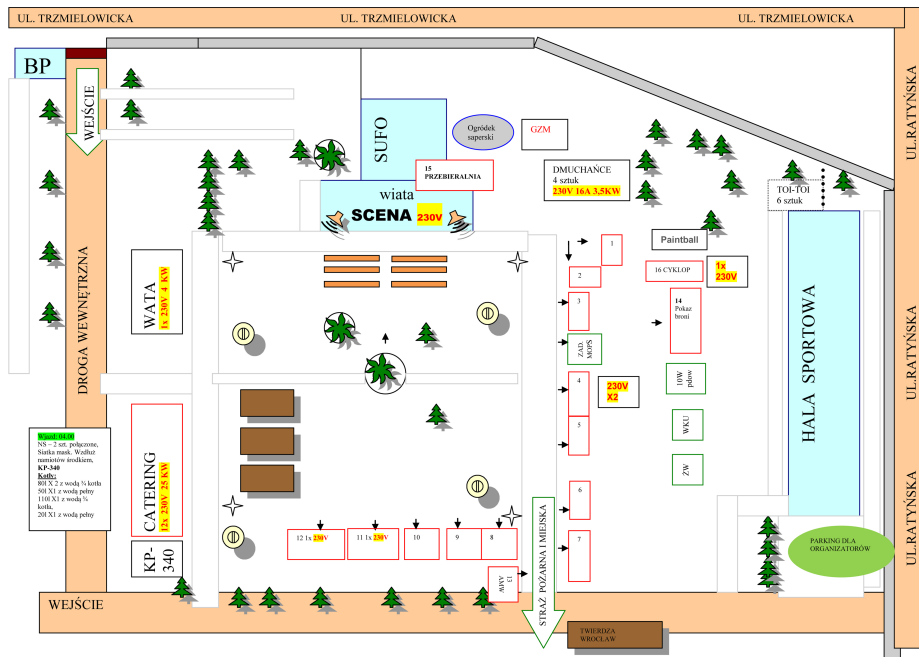 UL. TRZMIELOWICKA
UL. TRZMIELOWICKA
UL. TRZMIELOWICKA
BP
WEJŚCIE
SUFO
Ogródek
saperski
GZM
15
PRZEBIERALNIA
DMUCHAŃCE
4 sztuk
230V 16A 3,5KW
TOI-TOI
6 sztuk
UL.RATYŃSKA
wiata
SCENA 230V
Paintball
1
2
16 CYKLOP
1x
230V
3
14
Pokaz
broni
WATA
1x 230V 4 KW
DROGA WEWNĘTRZNA
ZAD.
MOPS
4
230V
X2
10W
pdow
HALA SPORTOWA
UL.RATYŃSKA
5
WKU
ŻW
Wjazd: 04.00
NS – 2 szt. połączone,
Siatka mask. Wzdłuż
namiotów środkiem,
KP-340
Kotły:
80l X 2 z wodą ¾ kotła
50l X1 z wodą pełny
110l X1 z wodą ¾
kotła,
20l X1 z wodą pełny
CATERING
12x 230V 25 KW
6
7
12 1x 230V
11 1x 230V
10
9
8
13
AMW
STRAŻ POŻARNA I MIEJSKA
PARKING DLA
ORGANIZATORÓW
UL.RATYŃSKA
KP-
340
WEJŚCIE
TWIERDZA
WROCŁAW